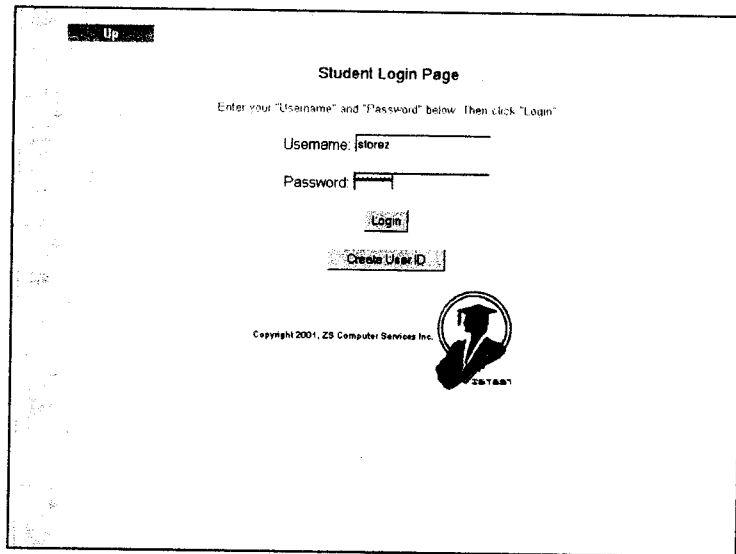 Up
Student Login Page
Enter your "Username" and "Password" below. Then click "Login"
Username: storez
Password:
Login
Create User ID
Copyright 2001, ZS Computer Services Inc.
ZSTEST